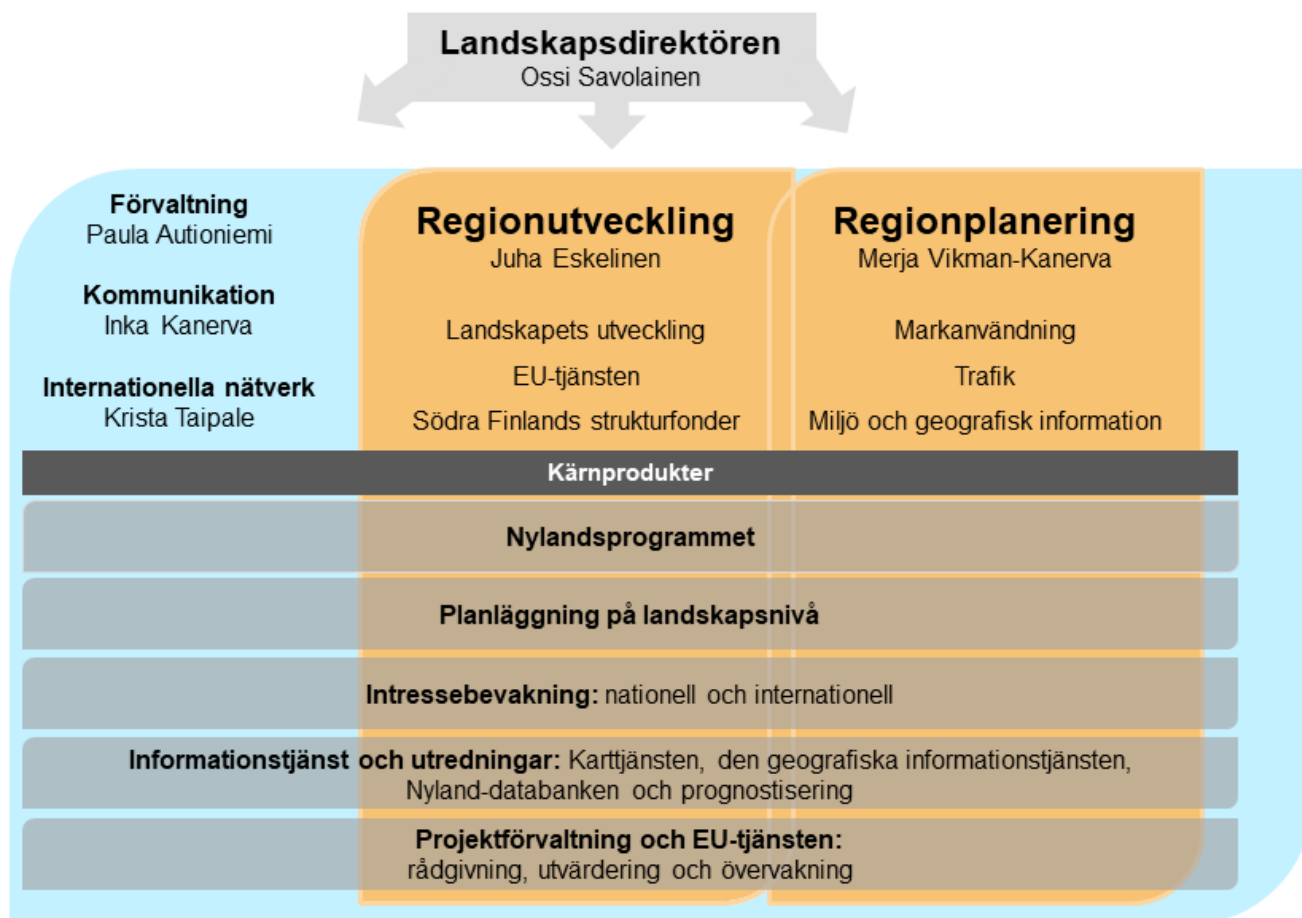 Landskapsdirektören
Ossi Savolainen
Förvaltning
Paula Autioniemi
Kommunikation
Inka Kanerva
Internationella nätverk
Krista Taipale
Regionutveckling
Juha Eskelinen
Landskapets utveckling
EU-tjänsten
Södra Finlands strukturfonder
Regionplanering
Merja Vikman-Kanerva
Markanvändning
Trafik
Miljö och geografisk information
Kärnprodukter
Nylandsprogrammet
Planläggning på landskapsnivå
Intressebevakning: nationell och internationell
Informationstjänst och utredningar: Karttjänsten, den geografiska informationstjänsten,
Nyland-databanken och prognostisering
Projektförvaltning och EU-tjänsten:
rådgivning, utvärdering och övervakning